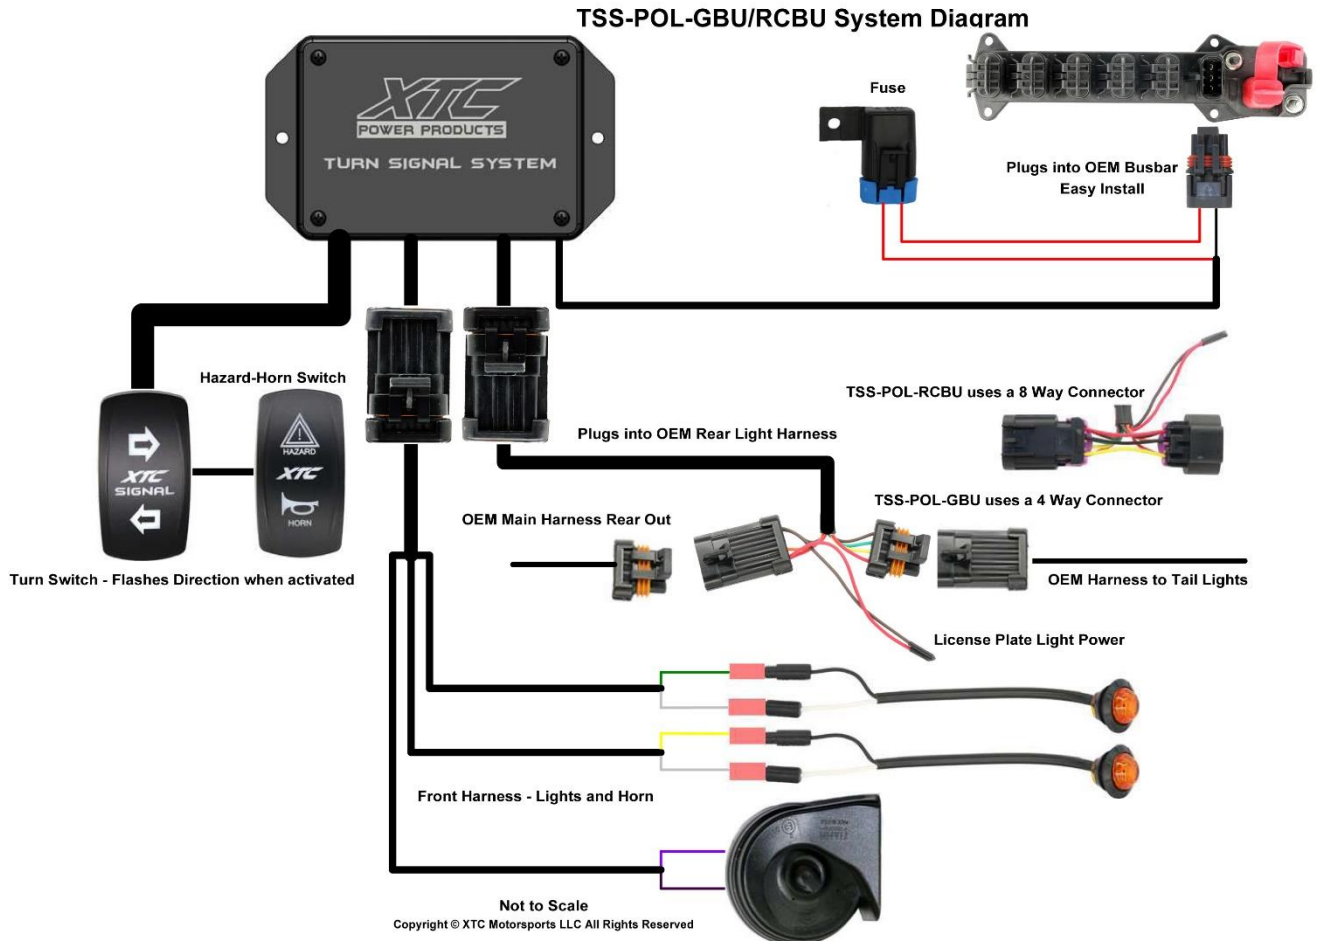 TSS-POL-GBU/RCBU System Diagram
XTC
POWER PRODUCTS
TURN SIGNAL SYSTEM
Fuse
Plugs into OEM Busbar
Easy Install
Hazard-Horn Switch
HAZARD
XTC
HORN
XTC
SIGNAL
Turn Switch - Flashes Direction when activated
TSS-POL-RCBU uses a 8 Way Connector
Plugs into OEM Rear Light Harness
TSS-POL-GBU uses a 4 Way Connector
OEM Main Harness Rear Out
OEM Harness to Tail Lights
License Plate Light Power
Front Harness - Lights and Horn
Not to Scale
Copyright © XTC Motorsports LLC All Rights Reserved